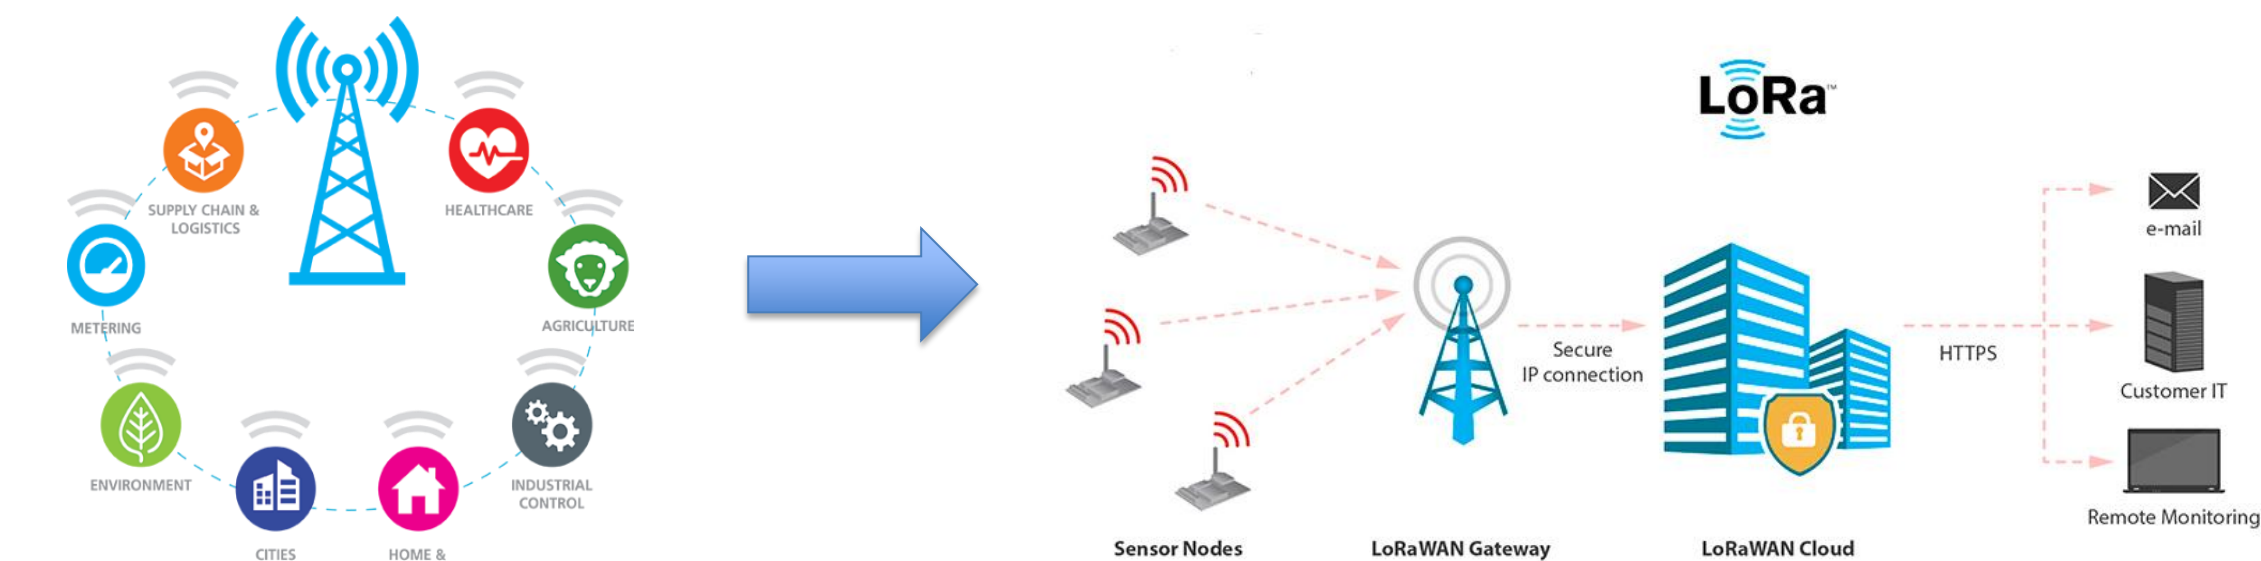 SUPPLY CHAIN &
LOGISTICS
HEALTHCARE
METERING
AGRICULTURE
ENVIRONMENT
INDUSTRIAL
CONTROL
CITIES
HOME &
LoRa™
Secure
IP connection
HTTPS
e-mail
Customer IT
Remote Monitoring
Sensor Nodes
LoRaWAN Gateway
LoRaWAN Cloud